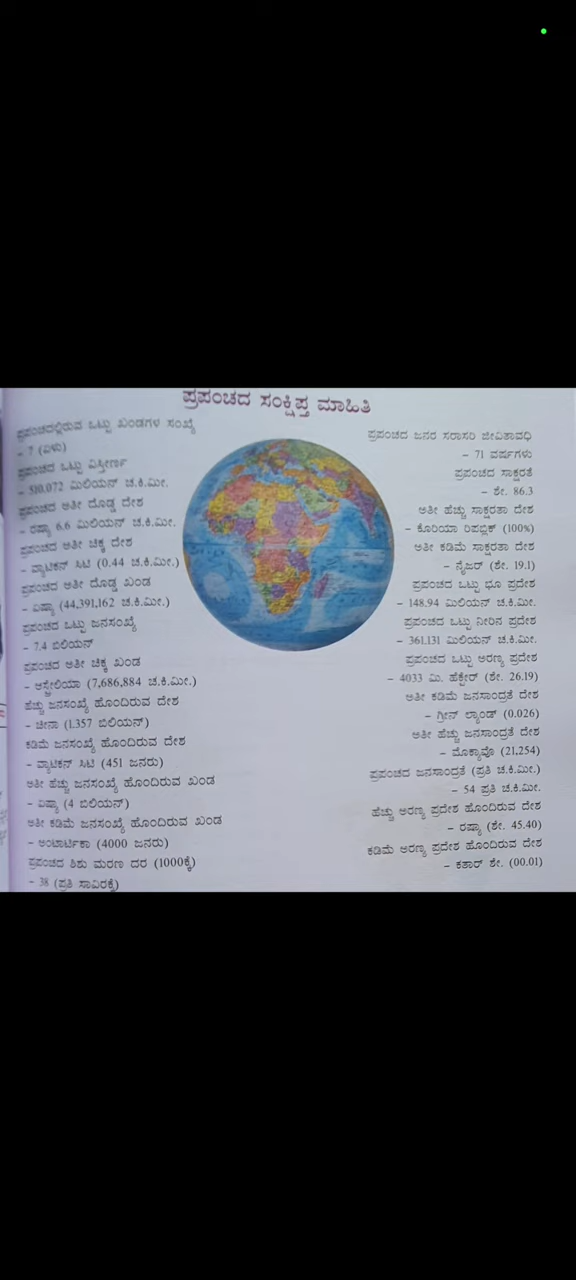 ಪ್ರಪಂಚದ ಸಂಕ್ಷಿಪ್ತ ಮಾಹಿತಿ
ಪ್ರಪಂಚದಲ್ಲಿರುವ ಒಟ್ಟು ಖಂಡಗಳ ಸಂಖ್ಯೆ
– 7 (ಏಳು)
ಪ್ರಪಂಚದ ಒಟ್ಟು ವಿಸ್ತೀರ್ಣ
– 510.072 ಮಿಲಿಯನ್ ಚ.ಕಿ.ಮೀ.
ಪ್ರಪಂಚದ ಅತೀ ದೊಡ್ಡ ದೇಶ
– ರಷ್ಯಾ 6.6 ಮಿಲಿಯನ್ ಚ.ಕಿ.ಮೀ.
ಪ್ರಪಂಚದ ಅತೀ ಚಿಕ್ಕ ದೇಶ
– ವ್ಯಾಟಿಕನ್ ಸಿಟಿ (0.44 ಚ.ಕಿ.ಮೀ.)
ಪ್ರಪಂಚದ ಅತೀ ದೊಡ್ಡ ಖಂಡ
– ಏಷ್ಯಾ (44,391,162 ಚ.ಕಿ.ಮೀ.)
ಪ್ರಪಂಚದ ಒಟ್ಟು ಜನಸಂಖ್ಯೆ
– 7.4 ಬಿಲಿಯನ್
ಪ್ರಪಂಚದ ಅತೀ ಚಿಕ್ಕ ಖಂಡ
– ಆಸ್ಟ್ರೇಲಿಯಾ (7,686,884 ಚ.ಕಿ.ಮೀ.)
ಹೆಚ್ಚು ಜನಸಂಖ್ಯೆ ಹೊಂದಿರುವ ದೇಶ
– ಚೀನಾ (1.357 ಬಿಲಿಯನ್)
ಕಡಿಮೆ ಜನಸಂಖ್ಯೆ ಹೊಂದಿರುವ ದೇಶ
– ವ್ಯಾಟಿಕನ್ ಸಿಟಿ (451 ಜನರು)
ಅತೀ ಹೆಚ್ಚು ಜನಸಂಖ್ಯೆ ಹೊಂದಿರುವ ಖಂಡ
– ಏಷ್ಯಾ (4 ಬಿಲಿಯನ್)
ಅತೀ ಕಡಿಮೆ ಜನಸಂಖ್ಯೆ ಹೊಂದಿರುವ ಖಂಡ
– ಅಂಟಾರ್ಟಿಕಾ (4000 ಜನರು)
ಪ್ರಪಂಚದ ಶಿಶು ಮರಣ ದರ (1000ಕ್ಕೆ)
– 38 (ಪ್ರತಿ ಸಾವಿರಕ್ಕೆ)
ಪ್ರಪಂಚದ ಜನರ ಸರಾಸರಿ ಜೀವಿತಾವಧಿ
– 71 ವರ್ಷಗಳು
ಪ್ರಪಂಚದ ಸಾಕ್ಷರತೆ
– ಶೇ. 86.3
ಅತೀ ಹೆಚ್ಚು ಸಾಕ್ಷರತಾ ದೇಶ
– ಕೊರಿಯಾ ರಿಪಬ್ಲಿಕ್ (100%)
ಅತೀ ಕಡಿಮೆ ಸಾಕ್ಷರತಾ ದೇಶ
– ನೈಜರ್ (ಶೇ. 19.1)
ಪ್ರಪಂಚದ ಒಟ್ಟು ಭೂ ಪ್ರದೇಶ
– 148.94 ಮಿಲಿಯನ್ ಚ.ಕಿ.ಮೀ.
ಪ್ರಪಂಚದ ಒಟ್ಟು ನೀರಿನ ಪ್ರದೇಶ
– 361.131 ಮಿಲಿಯನ್ ಚ.ಕಿ.ಮೀ.
ಪ್ರಪಂಚದ ಒಟ್ಟು ಅರಣ್ಯ ಪ್ರದೇಶ
– 4033 ಮಿ. ಹೆಕ್ಟೇರ್ (ಶೇ. 26.19)
ಅತೀ ಕಡಿಮೆ ಜನಸಾಂದ್ರತೆ ದೇಶ
– ಗ್ರೀನ್ ಲ್ಯಾಂಡ್ (0.026)
ಅತೀ ಹೆಚ್ಚು ಜನಸಾಂದ್ರತೆ ದೇಶ
– ಮೊಕ್ಯಾವೊ (21,254)
ಪ್ರಪಂಚದ ಜನಸಾಂದ್ರತೆ (ಪ್ರತಿ ಚ.ಕಿ.ಮೀ.)
– 54 ಪ್ರತಿ ಚ.ಕಿ.ಮೀ.
ಹೆಚ್ಚು ಅರಣ್ಯ ಪ್ರದೇಶ ಹೊಂದಿರುವ ದೇಶ
– ರಷ್ಯಾ (ಶೇ. 45.40)
ಕಡಿಮೆ ಅರಣ್ಯ ಪ್ರದೇಶ ಹೊಂದಿರುವ ದೇಶ
– ಕತಾರ್ ಶೇ. (00.01)